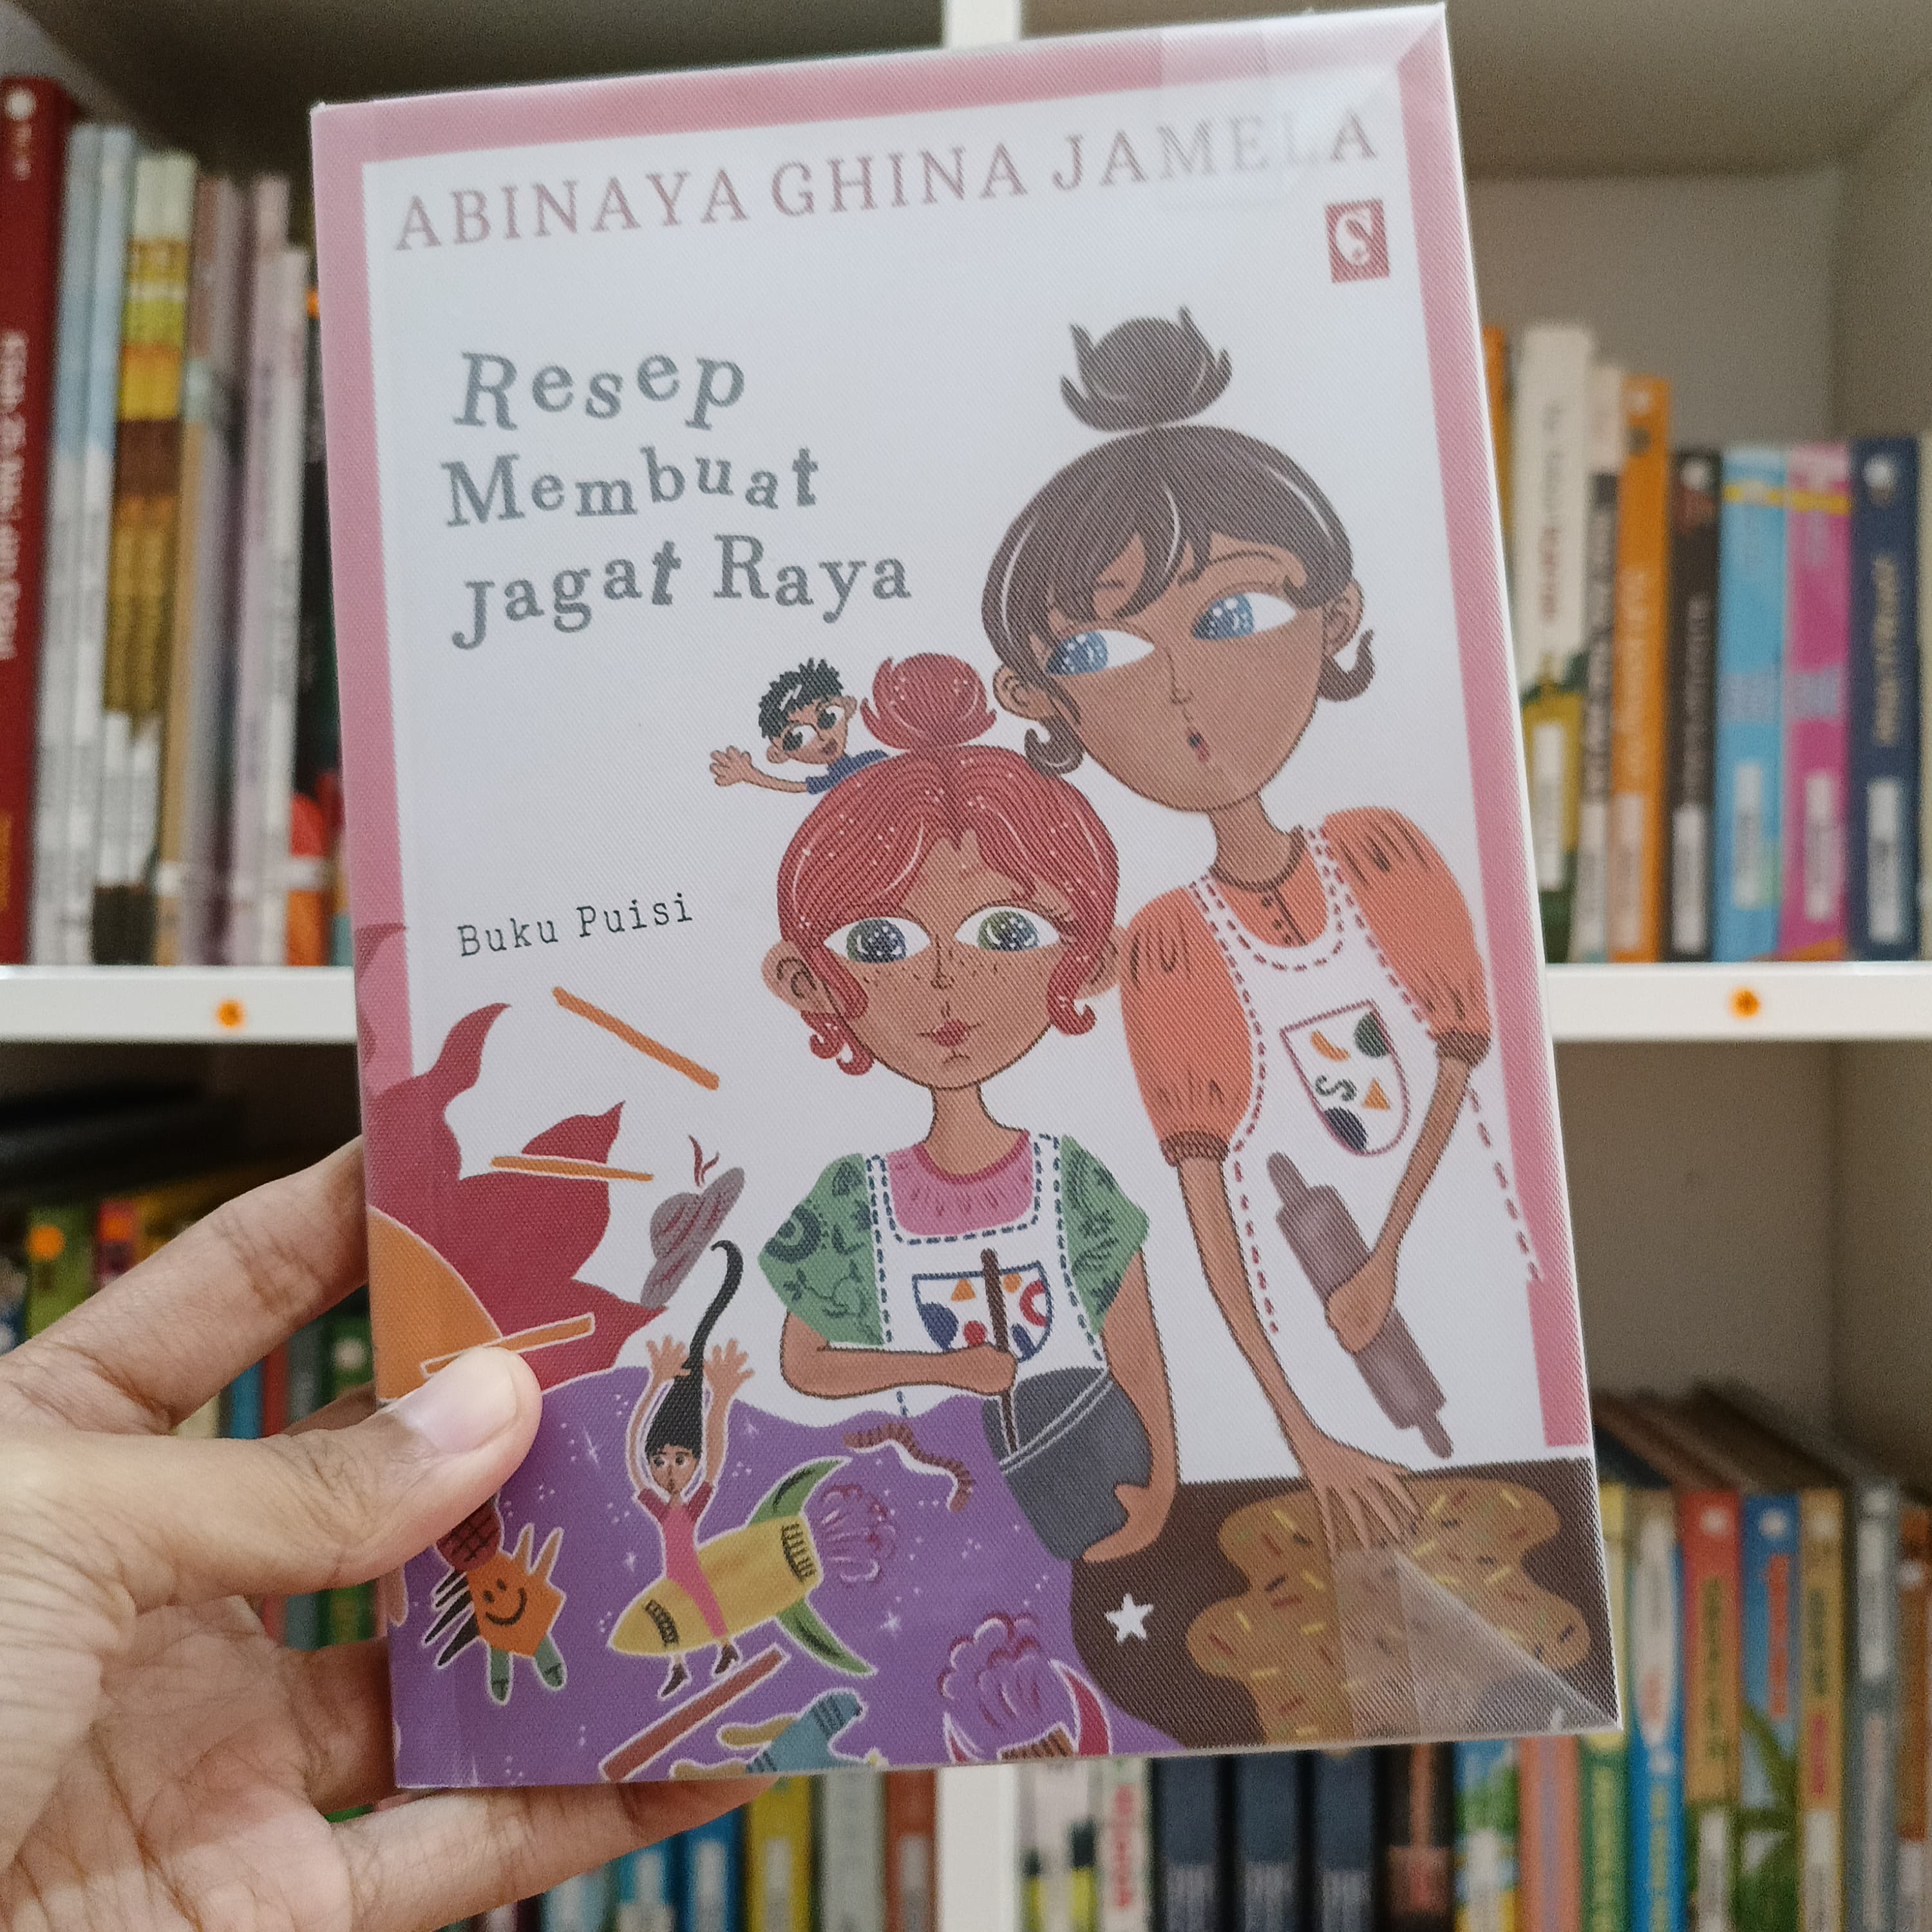 ABINAYA GHINA JAMELA
Resep
Membuat
Jagat Raya
Buku Puisi